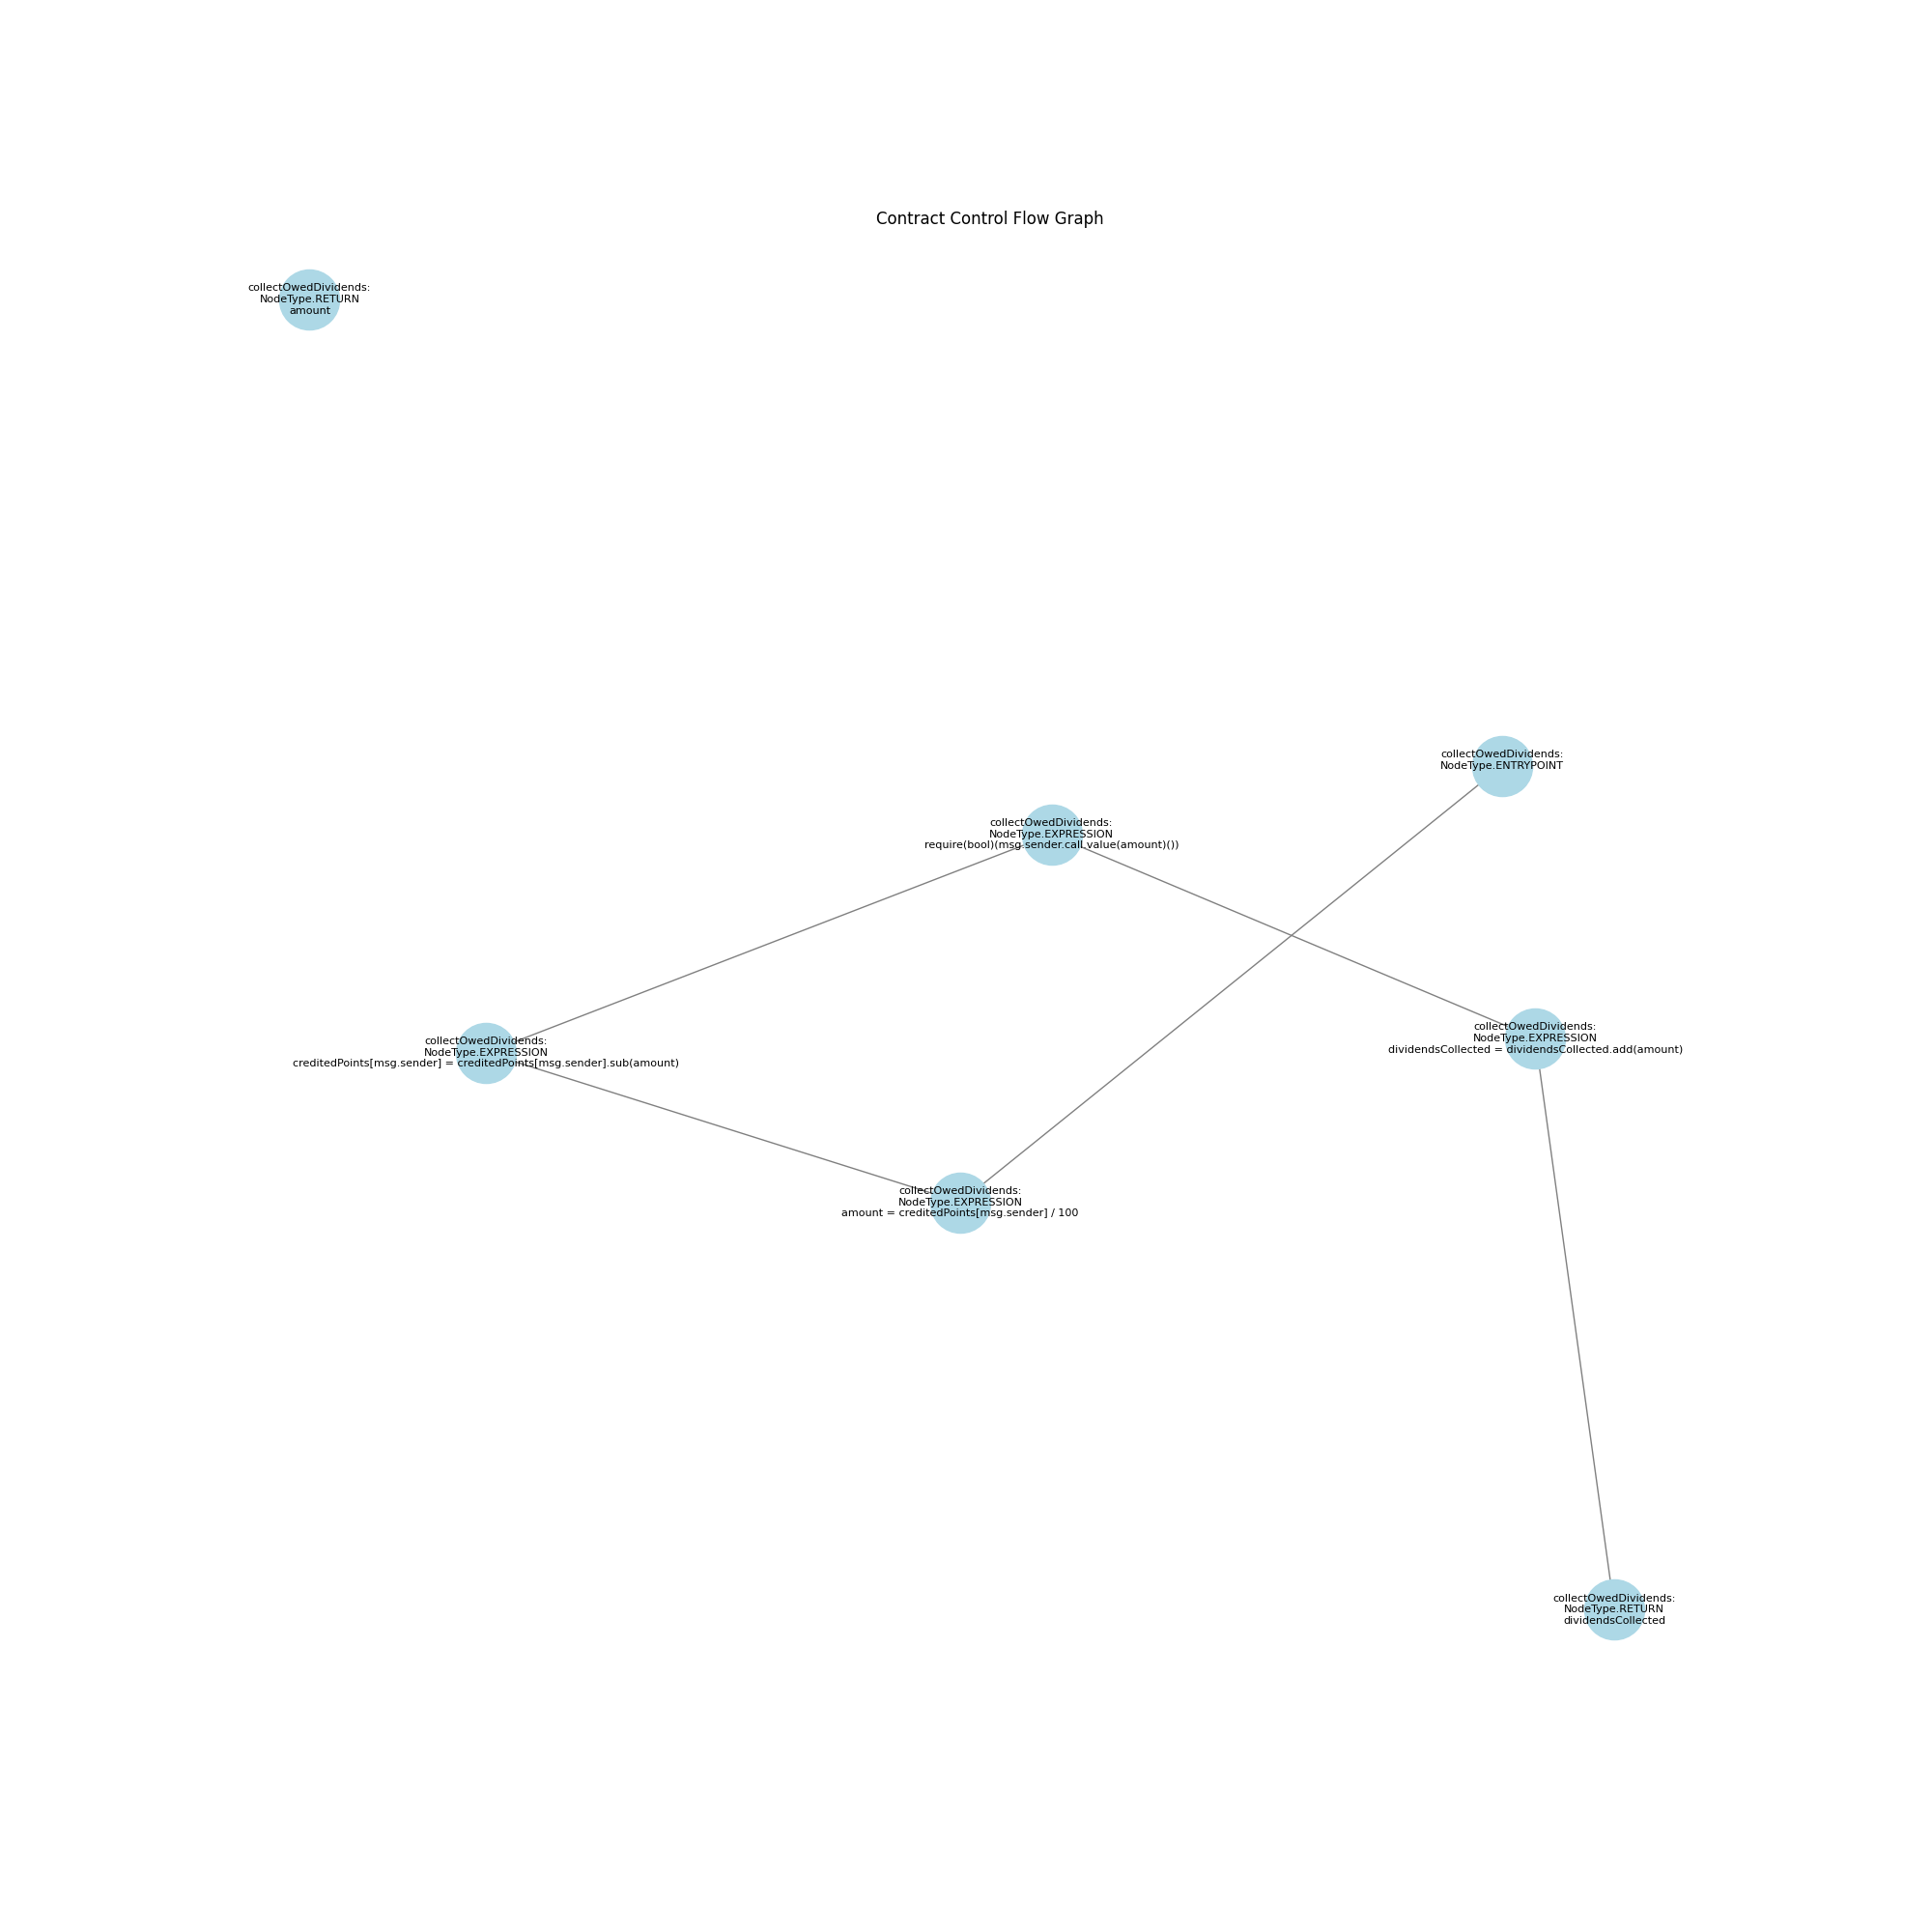 Contract Control Flow Graph
collectOwedDividends:
NodeType.RETURN
amount
collectOwedDividends:
NodeType.ENTRYPOINT
collectOwedDividends:
NodeType.EXPRESSION
require(bool)(msg.sender.call.value(amount)())
collectOwedDividends:
NodeType.EXPRESSION
dividendsCollected = dividendsCollected.add(amount)
collectOwedDividends:
NodeType.EXPRESSION
creditedPoints[msg.sender] = creditedPoints[msg.sender].sub(amount)
collectOwedDividends:
NodeType.EXPRESSION
amount = creditedPoints[msg.sender] / 100
collectOwedDividends:
NodeType.RETURN
dividendsCollected